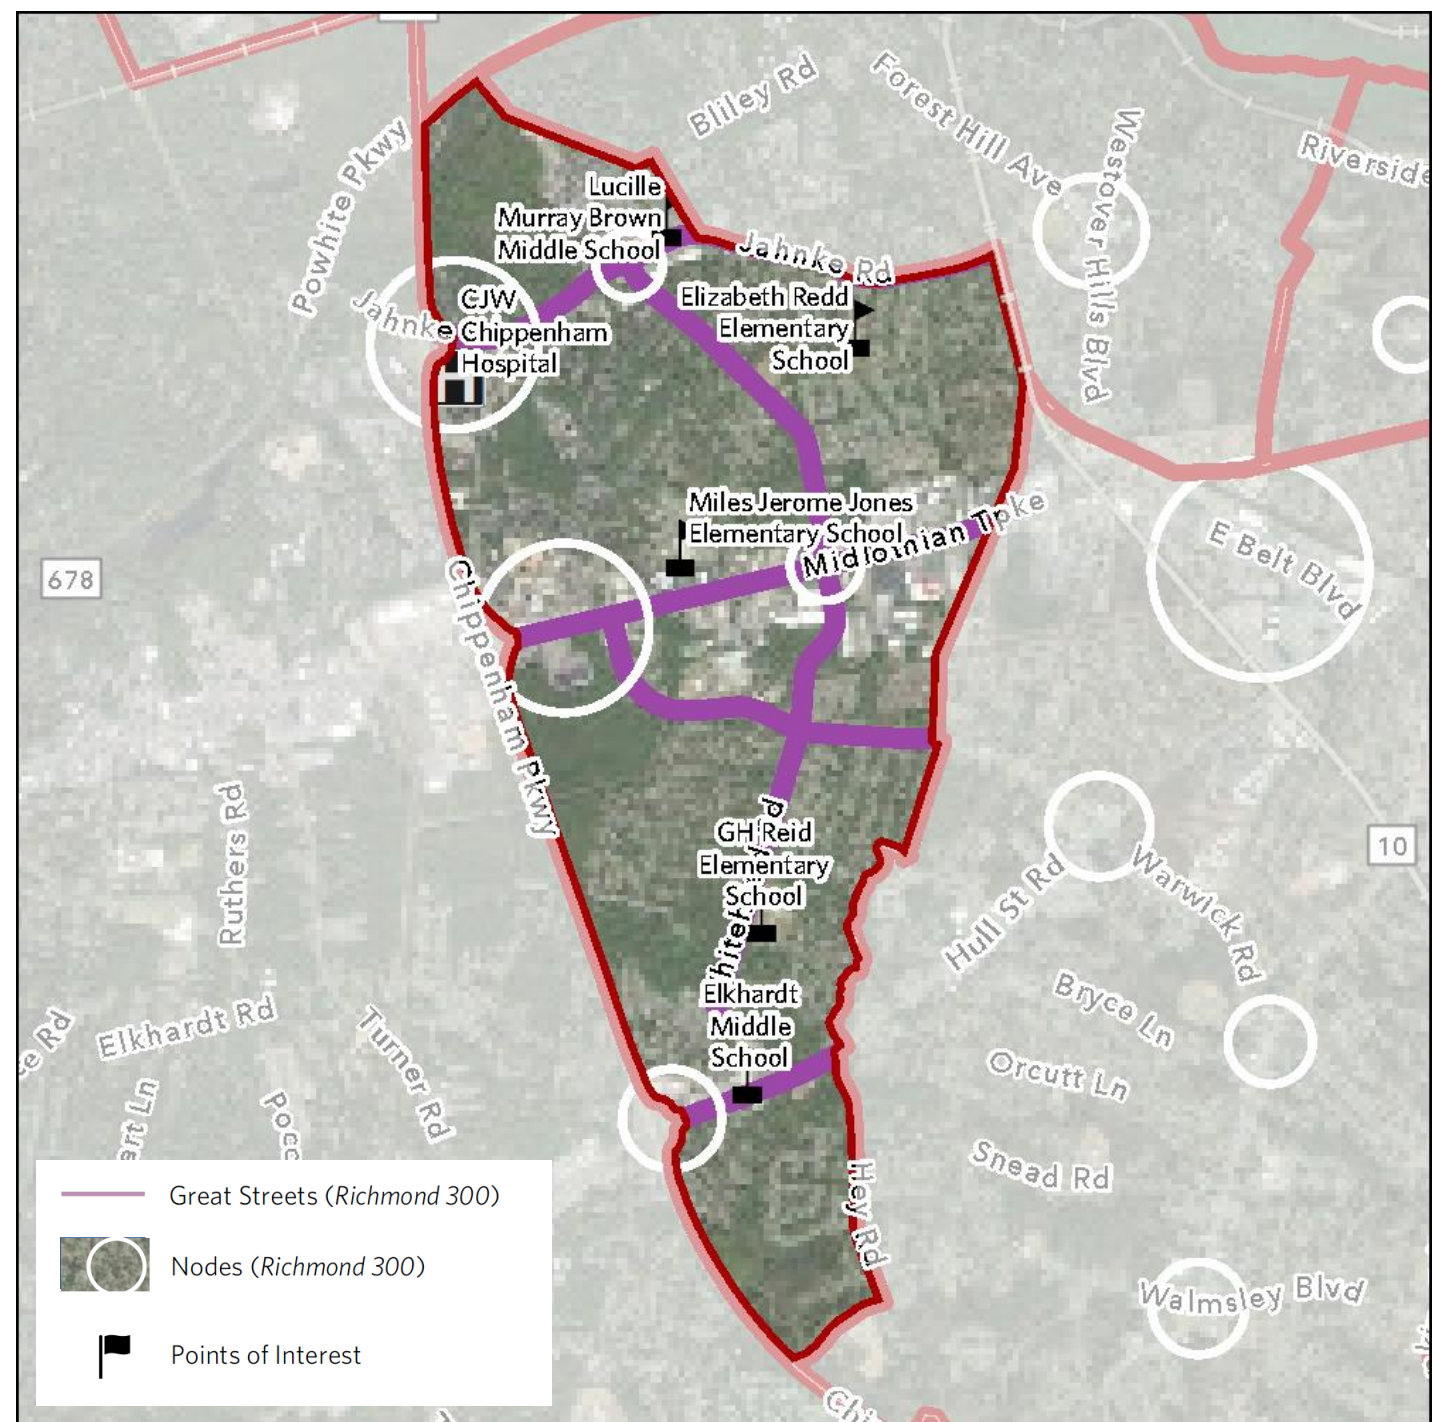 Bliley Rd
Forest Hill Ave
Westover Hills Blvd
Riverside
Powhite Pkwy
Lucille
Murray Brown
Middle School
Jahnke Rd
CJW
Chippenham
Hospital
Jahnke
Elizabeth Redd
Elementary
School
Miles Jerome Jones
Elementary School
Midlothian Tpke
E Belt Blvd
678
Chippenham Pkwy
GH Reid
Elementary
School
10
Ruthers Rd
Hull St Rd
Warwick Rd
Elkhardt
Middle
School
Elkhardt Rd
Turner Rd
Bryce Ln
Orcutt Ln
Snead Rd
Hey Rd
Walmsley Blvd
Great Streets (Richmond 300)
Nodes (Richmond 300)
Points of Interest